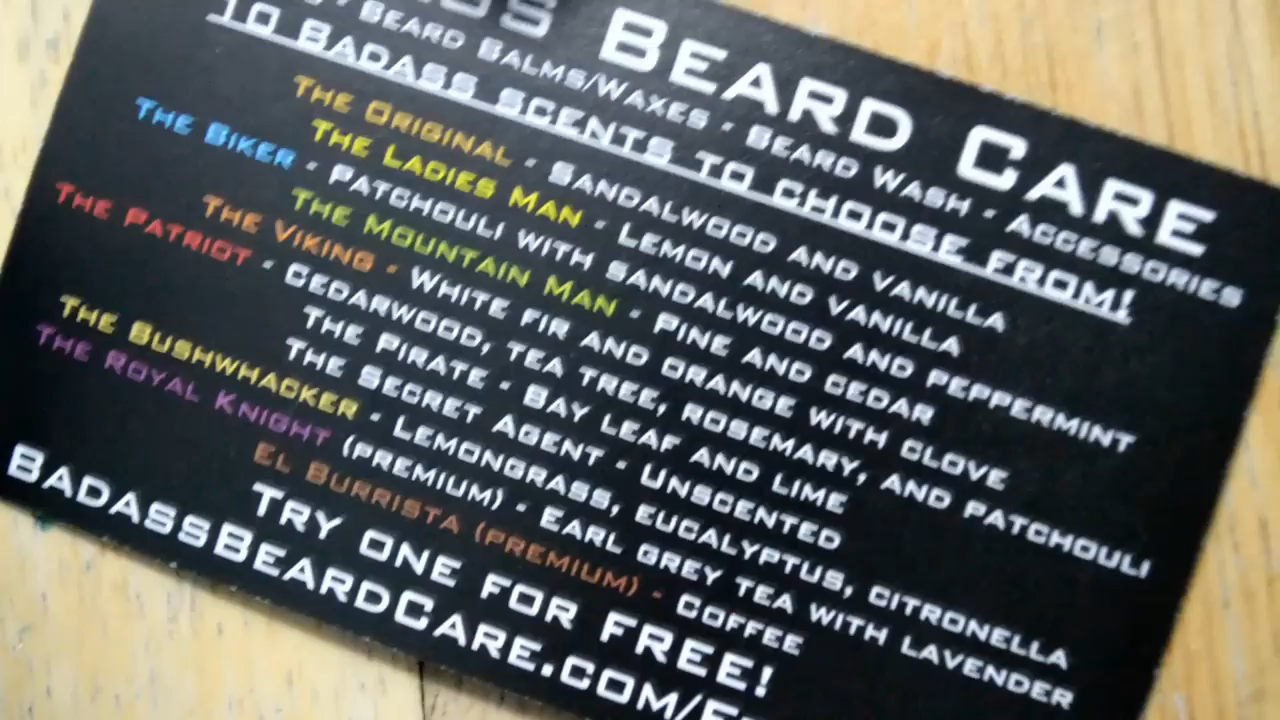 Beard Care
Beard Balms/Waxes - Beard Wash - Accessories
10 badass scents to choose from!
The Original - Sandalwood and Vanilla
The Ladies Man - Lemon and Vanilla
The Biker - Patchouli with Sandalwood and Peppermint
The Mountain Man - Pine and Cedar
The Viking - White fir and orange with clove
The Patriot - Cedarwood, tea tree, rosemary, and patchouli
The Pirate - Bay leaf and lime
The Secret Agent - Unscented
The Bushwhacker - Lemongrass, eucalyptus, citronella
The Royal Knight (premium) - Earl grey tea with lavender
El Burrista (premium) - Coffee
Try one for free!
BadassBeardCare.com/